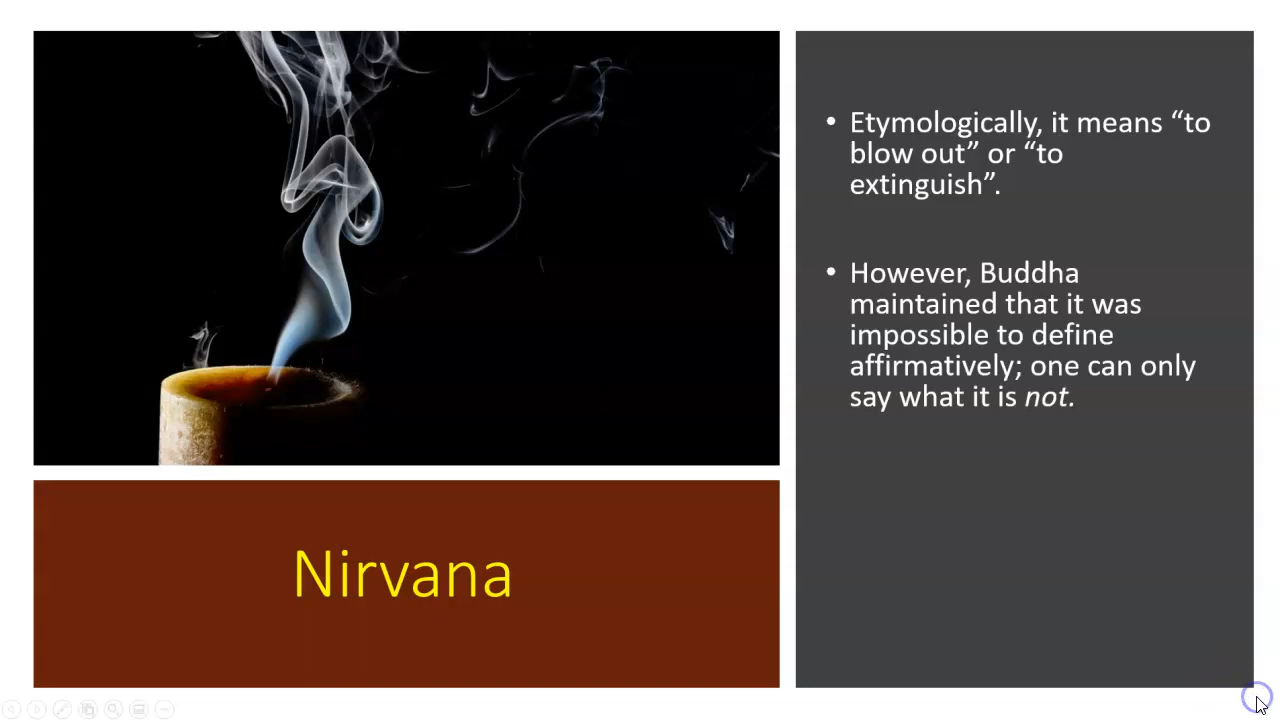 • Etymologically, it means “to
blow out” or “to
extinguish”.
• However, Buddha
maintained that it was
impossible to define
affirmatively; one can only
say what it is not.
Nirvana